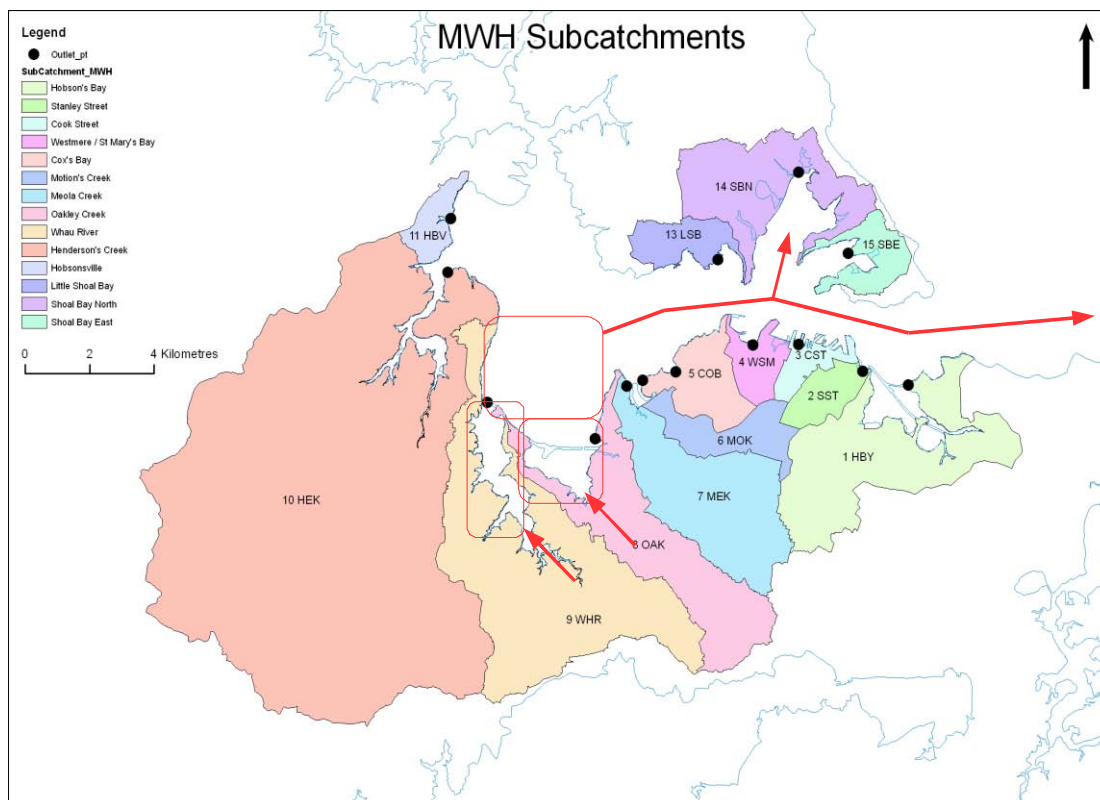 MWH Subcatchments
Legend
Outlet_pt
SubCatchment_MWH
Hobson's Bay
Stanley Street
Cook Street
Westmere / St Mary's Bay
Cox's Bay
Motion's Creek
Meola Creek
Oakley Creek
Whau River
Henderson's Creek
Hobsonsville
Little Shoal Bay
Shoal Bay North
Shoal Bay East
0 2 4 Kilometres
14 SBN
11 HBV
13 LSB
15 SBE
3 CST
4 WSM
5 COB
2 SST
6 MOK
1 HBY
7 MEK
10 HEK
8 OAK
9 WHR